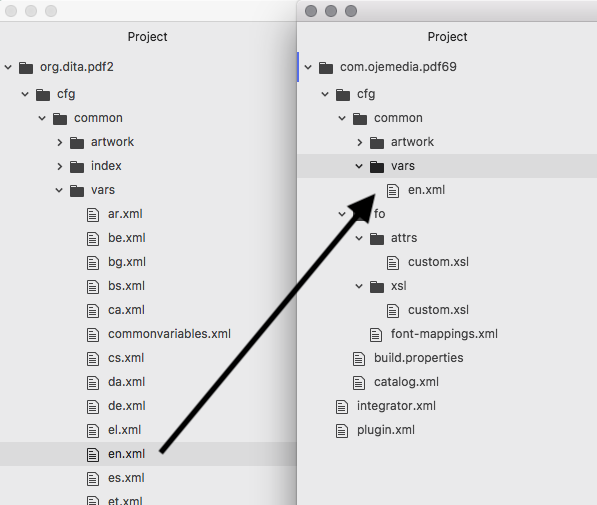 Project
org.dita.pdf2
cfg
common
artwork
index
vars
ar.xml
be.xml
bg.xml
bs.xml
ca.xml
commonvariables.xml
cs.xml
da.xml
de.xml
el.xml
en.xml
es.xml
et.xml
Project
com.ojemedia.pdf69
cfg
common
artwork
vars
en.xml
fo
attrs
custom.xsl
xsl
custom.xsl
font-mappings.xml
build.properties
catalog.xml
integrator.xml
plugin.xml